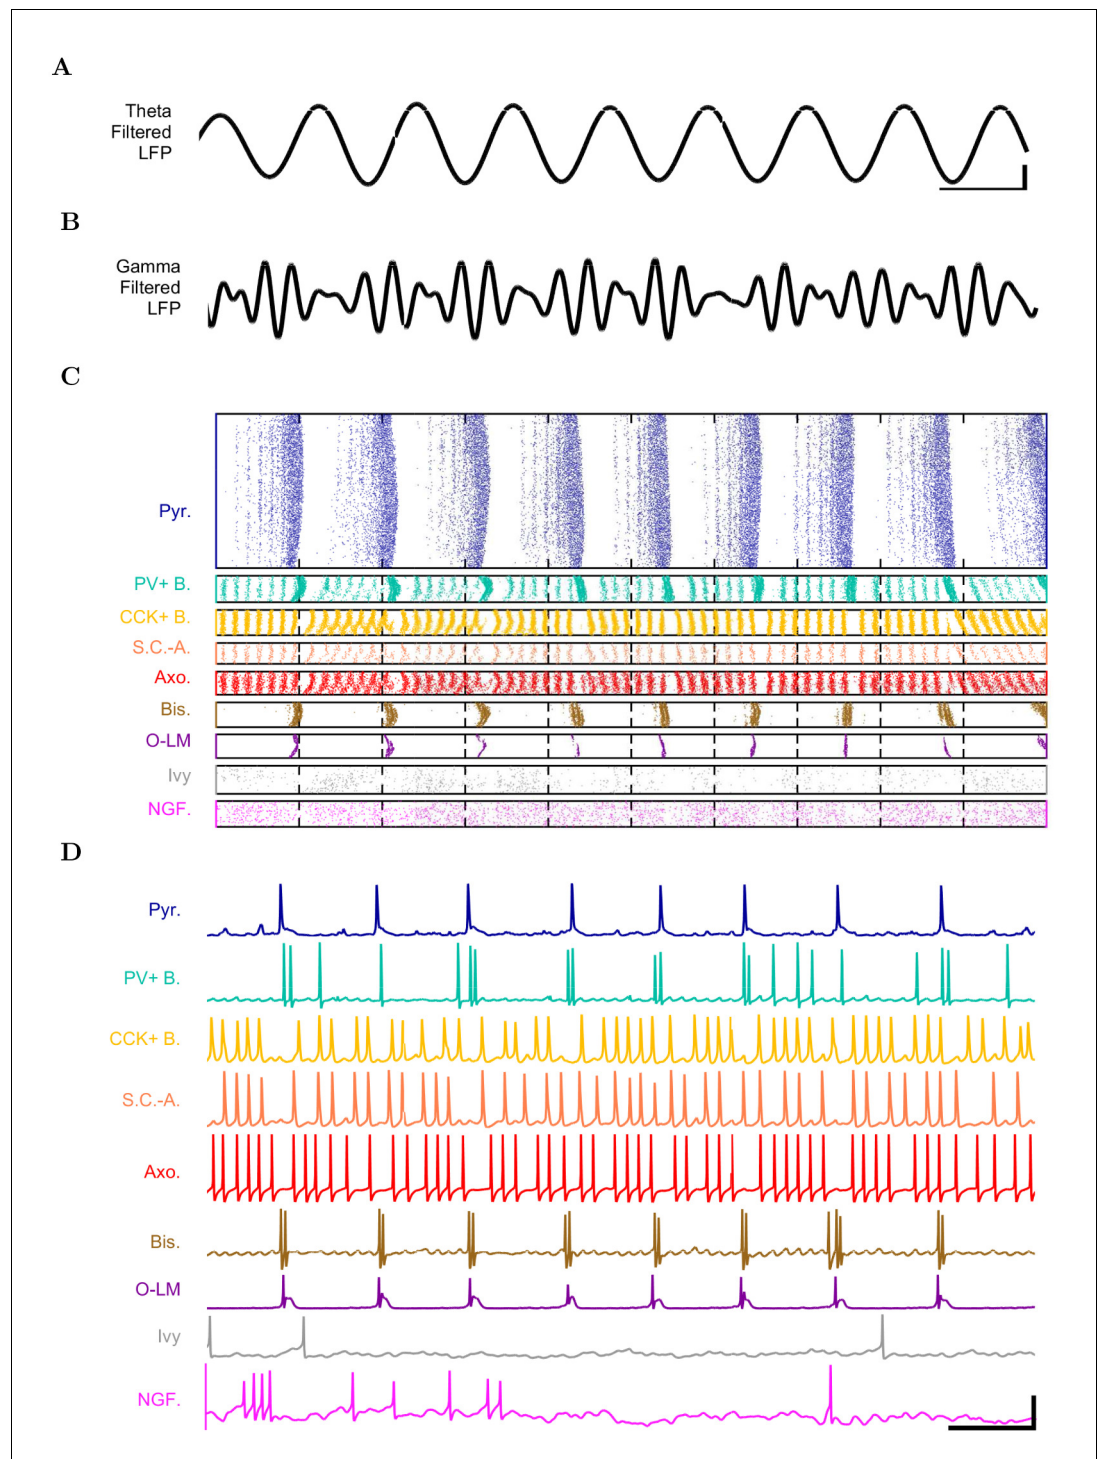 A
Theta
Filtered
LFP
B
Gamma
Filtered
LFP
C
Pyr.
PV+ B.
CCK+ B.
S.C.-A.
Axo.
Bis.
O-LM
Ivy
NGF.
D
Pyr.
PV+ B.
CCK+ B.
S.C.-A.
Axo.
Bis.
O-LM
Ivy
NGF.